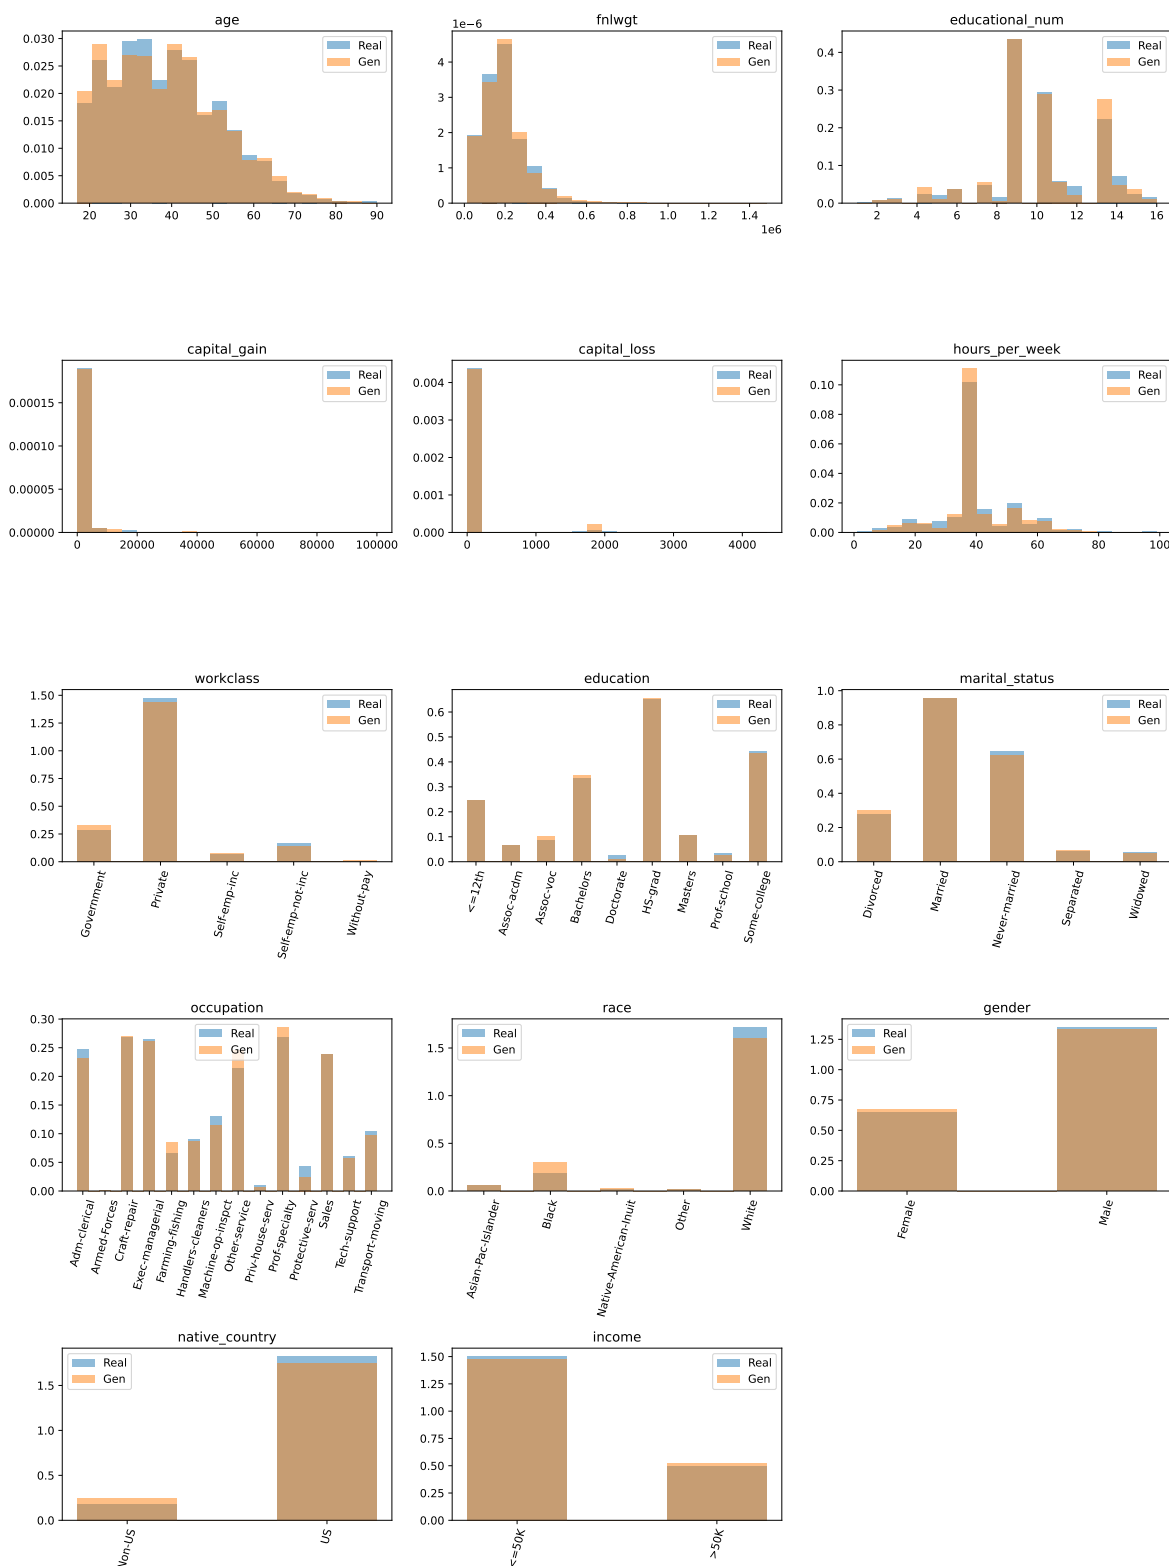 age
0.030
0.025
0.020
0.015
0.010
0.005
0.000
20 30 40 50 60 70 80 90
Real
Gen
fnlwgt
1e−6
4
3
2
1
0
0.0 0.2 0.4 0.6 0.8 1.0 1.2 1.4
1e6
Real
Gen
educational_num
0.4
0.3
0.2
0.1
0.0
2 4 6 8 10 12 14 16
Real
Gen
capital_gain
0.00015
0.00010
0.00005
0.00000
0 20000 40000 60000 80000 100000
Real
Gen
capital_loss
0.004
0.003
0.002
0.001
0.000
0 1000 2000 3000 4000
Real
Gen
hours_per_week
0.10
0.08
0.06
0.04
0.02
0.00
0 20 40 60 80 100
Real
Gen
workclass
1.50
1.25
1.00
0.75
0.50
0.25
0.00
Government
Private
Self-emp-inc
Self-emp-not-inc
Without-pay
Real
Gen
education
0.6
0.5
0.4
0.3
0.2
0.1
0.0
<=12th
Assoc-acdm
Assoc-voc
Bachelors
Doctorate
HS-grad
Masters
Prof-school
Some-college
Real
Gen
marital_status
1.0
0.8
0.6
0.4
0.2
0.0
Divorced
Married
Never-married
Separated
Widowed
Real
Gen
occupation
0.30
0.25
0.20
0.15
0.10
0.05
0.00
Adm-clerical
Armed-Forces
Craft-repair
Exec-managerial
Farming-fishing
Handlers-cleaners
Machine-op-inspct
Other-service
Priv-house-serv
Prof-specialty
Protective-serv
Sales
Tech-support
Transport-moving
Real
Gen
race
1.5
1.0
0.5
0.0
Asian-Pac-Islander
Black
Native-American-Inuit
Other
White
Real
Gen
gender
1.25
1.00
0.75
0.50
0.25
0.00
Female
Male
Real
Gen
native_country
1.5
1.0
0.5
0.0
Non-US
US
Real
Gen
income
1.50
1.25
1.00
0.75
0.50
0.25
0.00
<=50K
>50K
Real
Gen